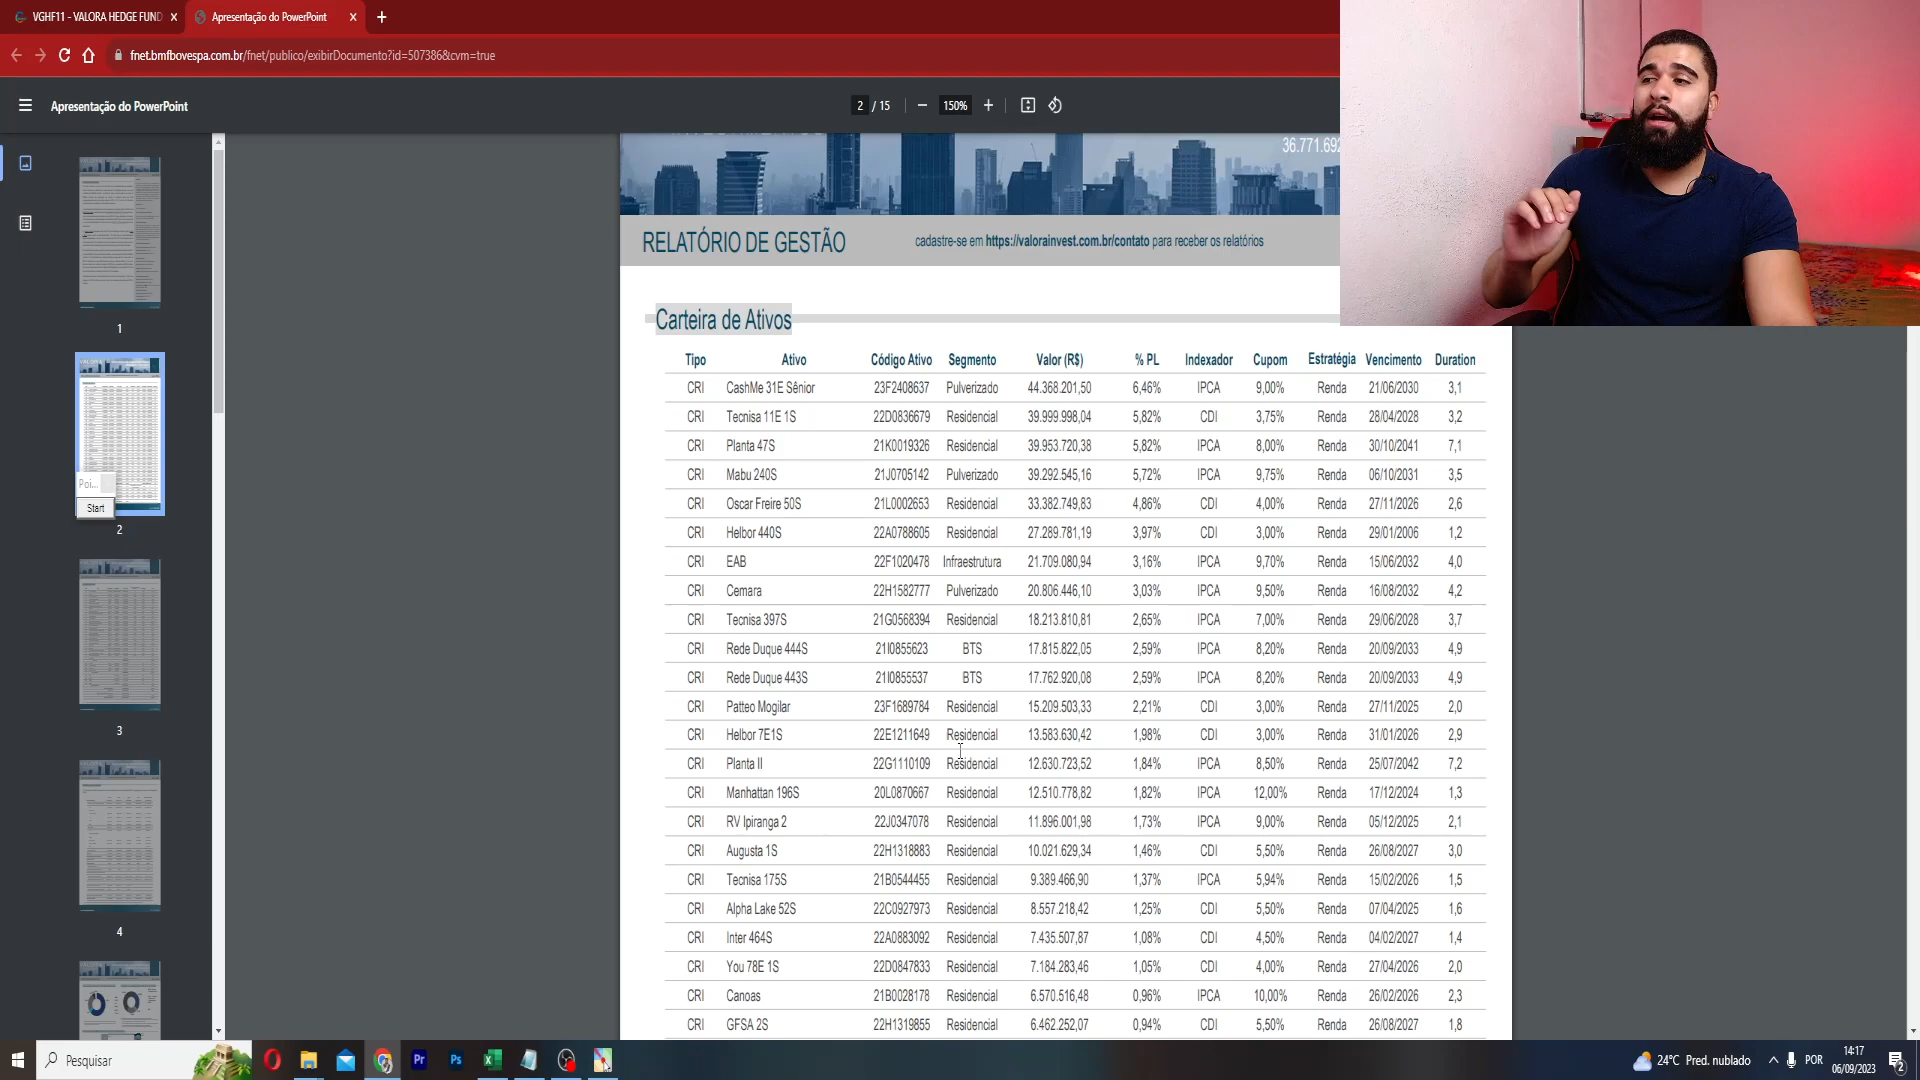 VGHF11 - VALORA HEDGE FUND
Apresentação do PowerPoint
fnet.bmfbovespa.com.br/fnet/publico/exibirDocumento?id=507386&cvm=true
Apresentação do PowerPoint
2 / 15
150%
36.771.692
RELATÓRIO DE GESTÃO
cadastre-se em https://valorainvest.com.br/contato para receber os relatórios
Carteira de Ativos
Tipo Ativo Código Ativo Segmento Valor (R$) % PL Indexador Cupom Estratégia Vencimento Duration
CRI CashMe 31E Sênior 23F2408637 Pulverizado 44.368.201,50 6,46% IPCA 9,00% Renda 21/06/2030 3,1
CRI Tecnisa 11E 1S 22D0836679 Residencial 39.999.998,04 5,82% CDI 3,75% Renda 28/04/2028 3,2
CRI Planta 47S 21K0019326 Residencial 39.953.720,38 5,82% IPCA 8,00% Renda 30/10/2041 7,1
CRI Mabu 240S 21J0705142 Pulverizado 39.292.545,16 5,72% IPCA 9,75% Renda 06/10/2031 3,5
CRI Oscar Freire 50S 21L0002653 Residencial 33.382.749,83 4,86% CDI 4,00% Renda 27/11/2026 2,6
CRI Helbor 440S 22A0788605 Residencial 27.289.781,19 3,97% CDI 3,00% Renda 29/01/2006 1,2
CRI EAB 22F1020478 Infraestrutura 21.709.080,94 3,16% IPCA 9,70% Renda 15/06/2032 4,0
CRI Cemara 22H1582777 Pulverizado 20.806.446,10 3,03% IPCA 9,50% Renda 16/08/2032 4,2
CRI Tecnisa 397S 21G0568394 Residencial 18.213.810,81 2,65% IPCA 7,00% Renda 29/06/2028 3,7
CRI Rede Duque 444S 21I0855623 BTS 17.815.822,05 2,59% IPCA 8,20% Renda 20/09/2033 4,9
CRI Rede Duque 443S 21I0855537 BTS 17.762.920,08 2,59% IPCA 8,20% Renda 20/09/2033 4,9
CRI Patteo Mogilar 23F1689784 Residencial 15.209.503,33 2,21% CDI 3,00% Renda 27/11/2025 2,0
CRI Helbor 7E1S 22E1211649 Residencial 13.583.630,42 1,98% CDI 3,00% Renda 31/01/2026 2,9
CRI Planta II 22G1110109 Residencial 12.630.723,52 1,84% IPCA 8,50% Renda 25/07/2042 7,2
CRI Manhattan 196S 20L0870667 Residencial 12.510.778,82 1,82% IPCA 12,00% Renda 17/12/2024 1,3
CRI RV Ipiranga 2 22J0347078 Residencial 11.896.001,98 1,73% IPCA 9,00% Renda 05/12/2025 2,1
CRI Augusta 1S 22H1318883 Residencial 10.021.629,34 1,46% CDI 5,50% Renda 26/08/2027 3,0
CRI Tecnisa 175S 21B0544455 Residencial 9.389.466,90 1,37% IPCA 5,94% Renda 15/02/2026 1,5
CRI Alpha Lake 52S 22C0927973 Residencial 8.557.218,42 1,25% CDI 5,50% Renda 07/04/2025 1,6
CRI Inter 464S 22A0883092 Residencial 7.435.507,87 1,08% CDI 4,50% Renda 04/02/2027 1,4
CRI You 78E 1S 22D0847833 Residencial 7.184.283,46 1,05% CDI 4,00% Renda 27/04/2026 2,0
CRI Canoas 21B0028178 Residencial 6.570.516,48 0,96% IPCA 10,00% Renda 26/02/2026 2,3
CRI GFSA 2S 22H1319855 Residencial 6.462.252,07 0,94% CDI 5,50% Renda 26/08/2027 1,8
1
Poi...
Start
2
3
4
Pesquisar
Pr
Ps
24°C Pred. nublado
POR
14:17
06/09/2023
2